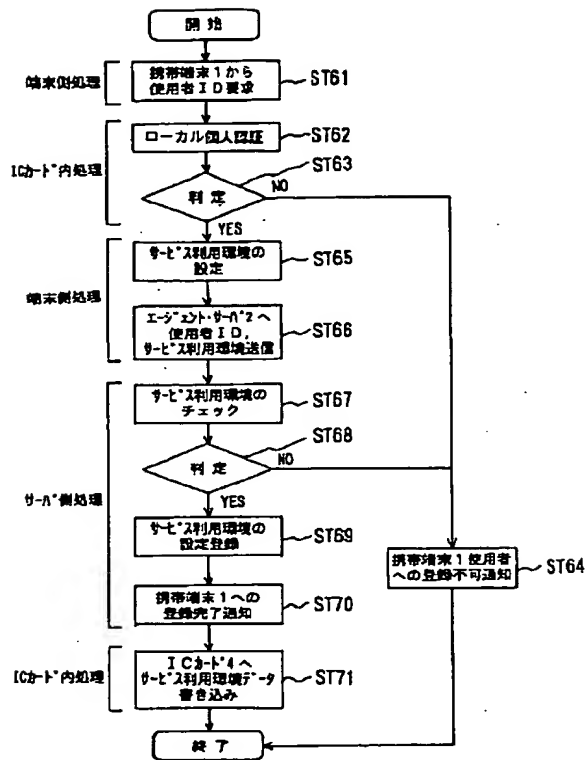 開始
端末側処理
携帯端末1から
使用者ID要求
ST61
ICカード内処理
ローカル個人認証
ST62
判定
ST63
NO
YES
端末側処理
サービス利用環境の
設定
ST65
エージェント・サーバ2へ
使用者ID,
サービス利用環境送信
ST66
サーバ側処理
サービス利用環境の
チェック
ST67
判定
ST68
NO
YES
サービス利用環境の
設定登録
ST69
携帯端末1使用者
への登録不可通知
ST64
携帯端末1への
登録完了通知
ST70
ICカード内処理
ICカード4へ
サービス利用環境データ
書き込み
ST71
終了